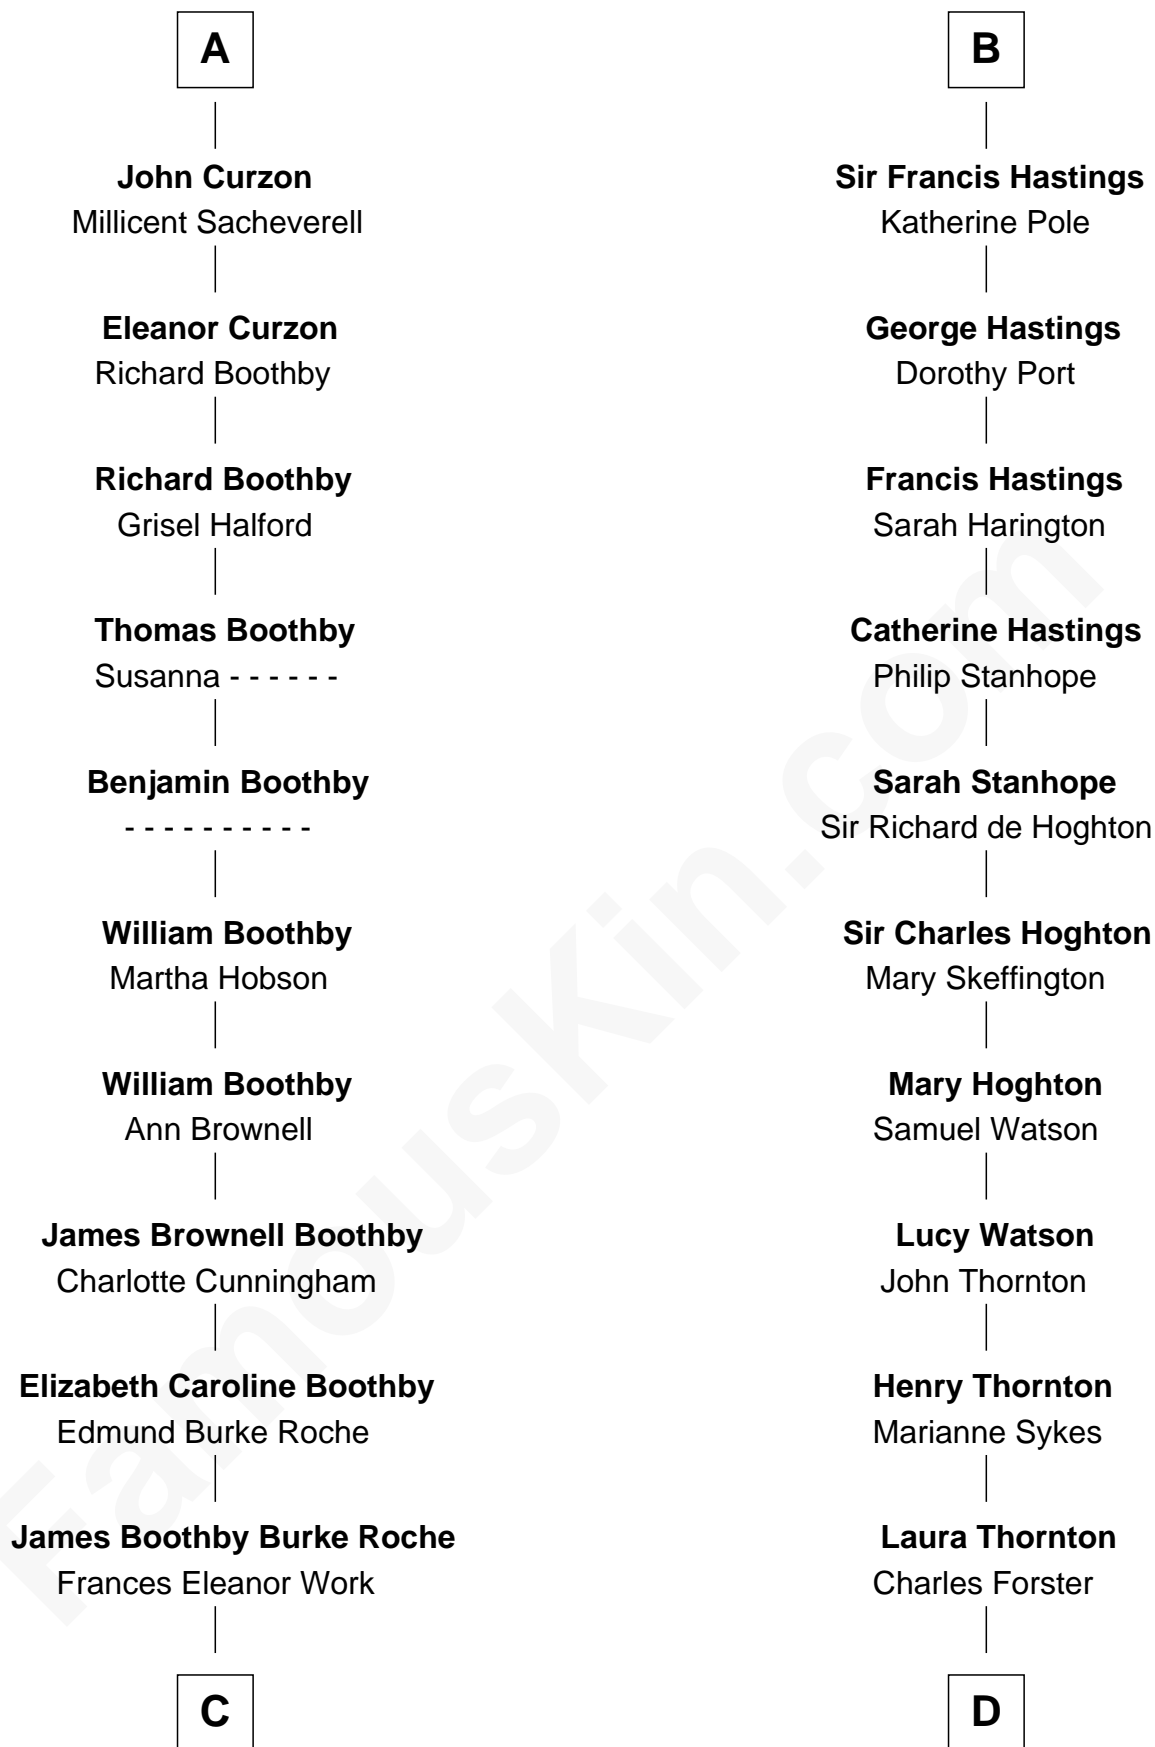 A
John Curzon
Millicent Sacheverell
Eleanor Curzon
Richard Boothby
Richard Boothby
Grisel Halford
Thomas Boothby
Susanna - - - - - -
Benjamin Boothby
- - - - - - - - - -
William Boothby
Martha Hobson
William Boothby
Ann Brownell
James Brownell Boothby
Charlotte Cunningham
Elizabeth Caroline Boothby
Edmund Burke Roche
James Boothby Burke Roche
Frances Eleanor Work
C
B
Sir Francis Hastings
Katherine Pole
George Hastings
Dorothy Port
Francis Hastings
Sarah Harington
Catherine Hastings
Philip Stanhope
Sarah Stanhope
Sir Richard de Hoghton
Sir Charles Hoghton
Mary Skeffington
Mary Hoghton
Samuel Watson
Lucy Watson
John Thornton
Henry Thornton
Marianne Sykes
Laura Thornton
Charles Forster
D
FamousKin.com